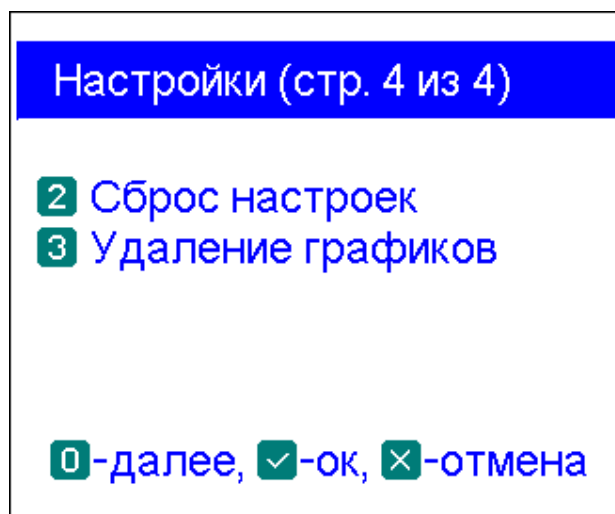 Настройки (стр. 4 из 4)
2 Сброс настроек
3 Удаление графиков
0-далее, ✓-ок, ×-отмена